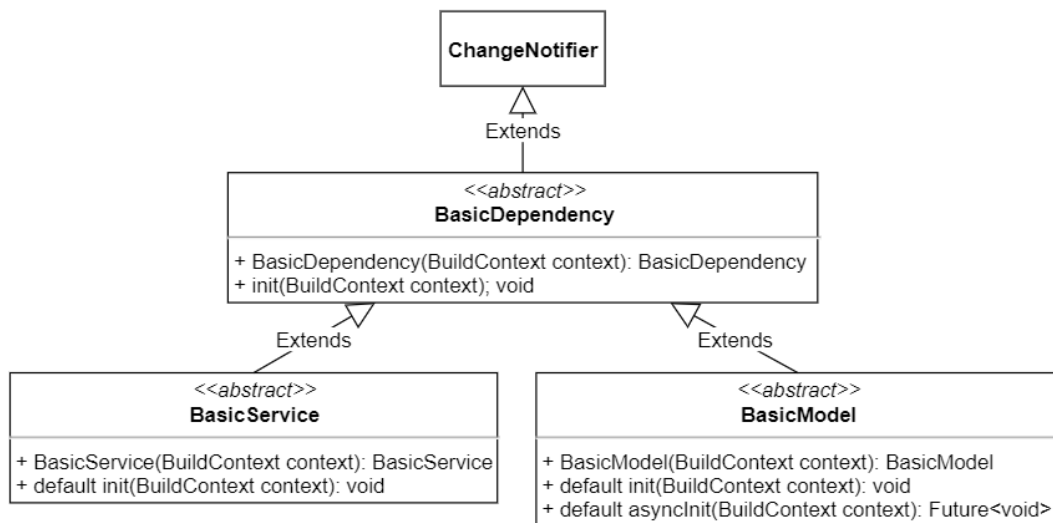 ChangeNotifier
Extends
<<abstract>>
BasicDependency
+ BasicDependency(BuildContext context): BasicDependency
+ init(BuildContext context); void
Extends
Extends
<<abstract>>
BasicService
+ BasicService(BuildContext context): BasicService
+ default init(BuildContext context): void
<<abstract>>
BasicModel
+ BasicModel(BuildContext context): BasicModel
+ default init(BuildContext context): void
+ default asyncInit(BuildContext context): Future<void>